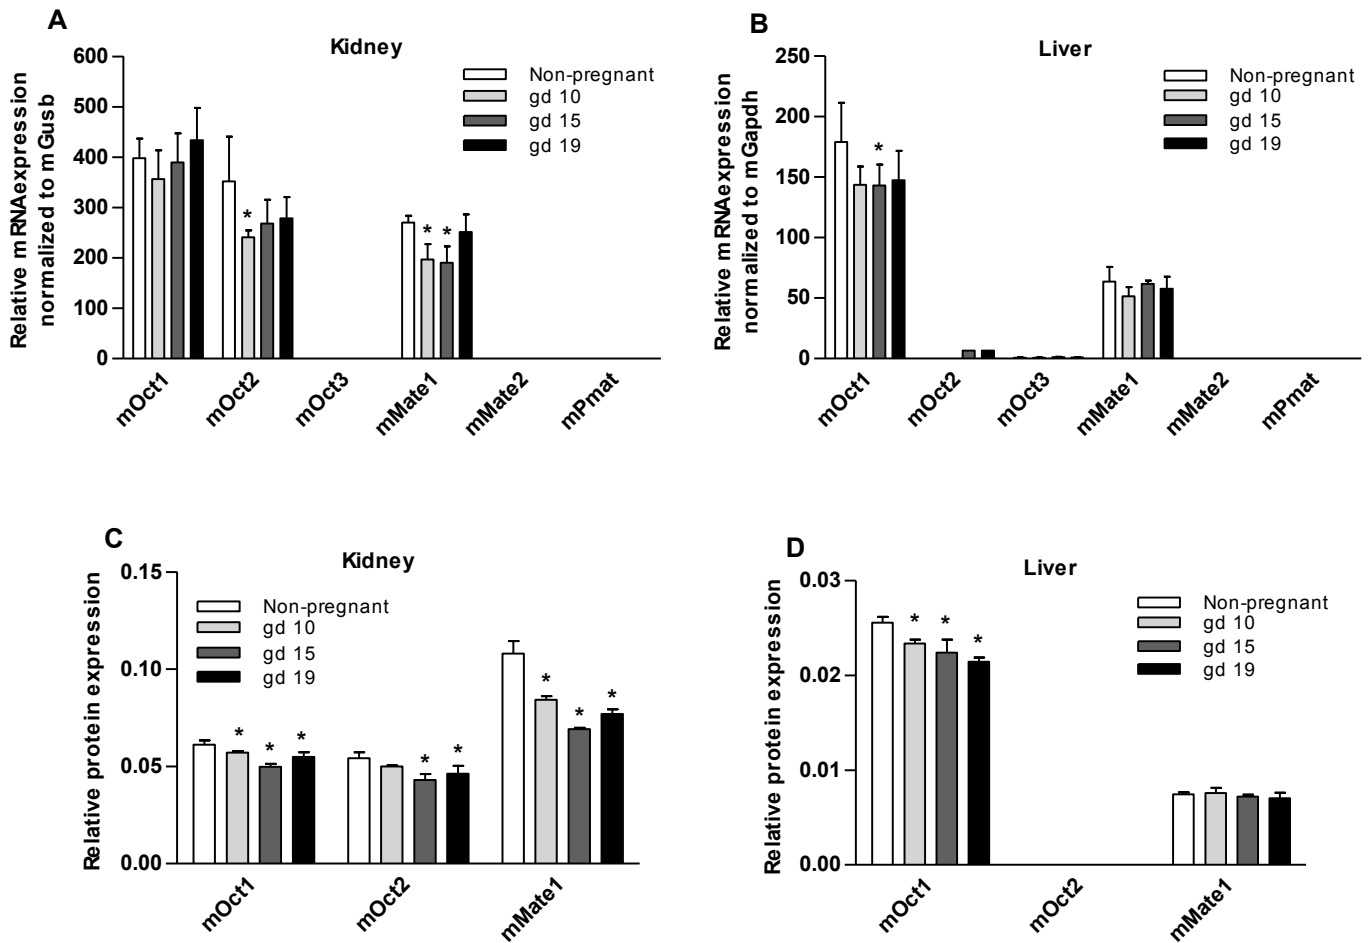 A
Kidney
Relative mRNAexpression
normalized to mGusb
600
500
400
300
200
100
0
Non-pregnant
gd 10
gd 15
gd 19
*
* *
mOct1
mOct2
mOct3
mMate1
mMate2
mPmat
B
Liver
Relative mRNAexpression
normalized to mGapdh
250
200
150
100
50
0
Non-pregnant
gd 10
gd 15
gd 19
*
mOct1
mOct2
mOct3
mMate1
mMate2
mPmat
C
Kidney
Relative protein expression
0.15
0.10
0.05
0.00
Non-pregnant
gd 10
gd 15
gd 19
* * *
* *
* * *
mOct1
mOct2
mMate1
D
Liver
Relative protein expression
0.03
0.02
0.01
0.00
Non-pregnant
gd 10
gd 15
gd 19
* * *
mOct1
mOct2
mMate1